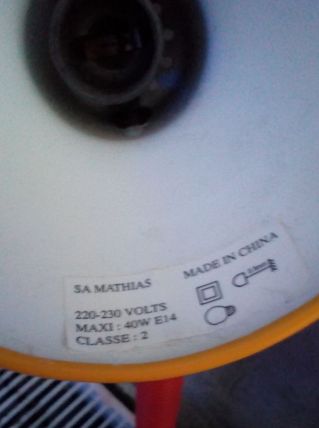 SA MATHIAS
MADE IN CHINA
220-230 VOLTS
MAXI : 40W E14
CLASSE : 2